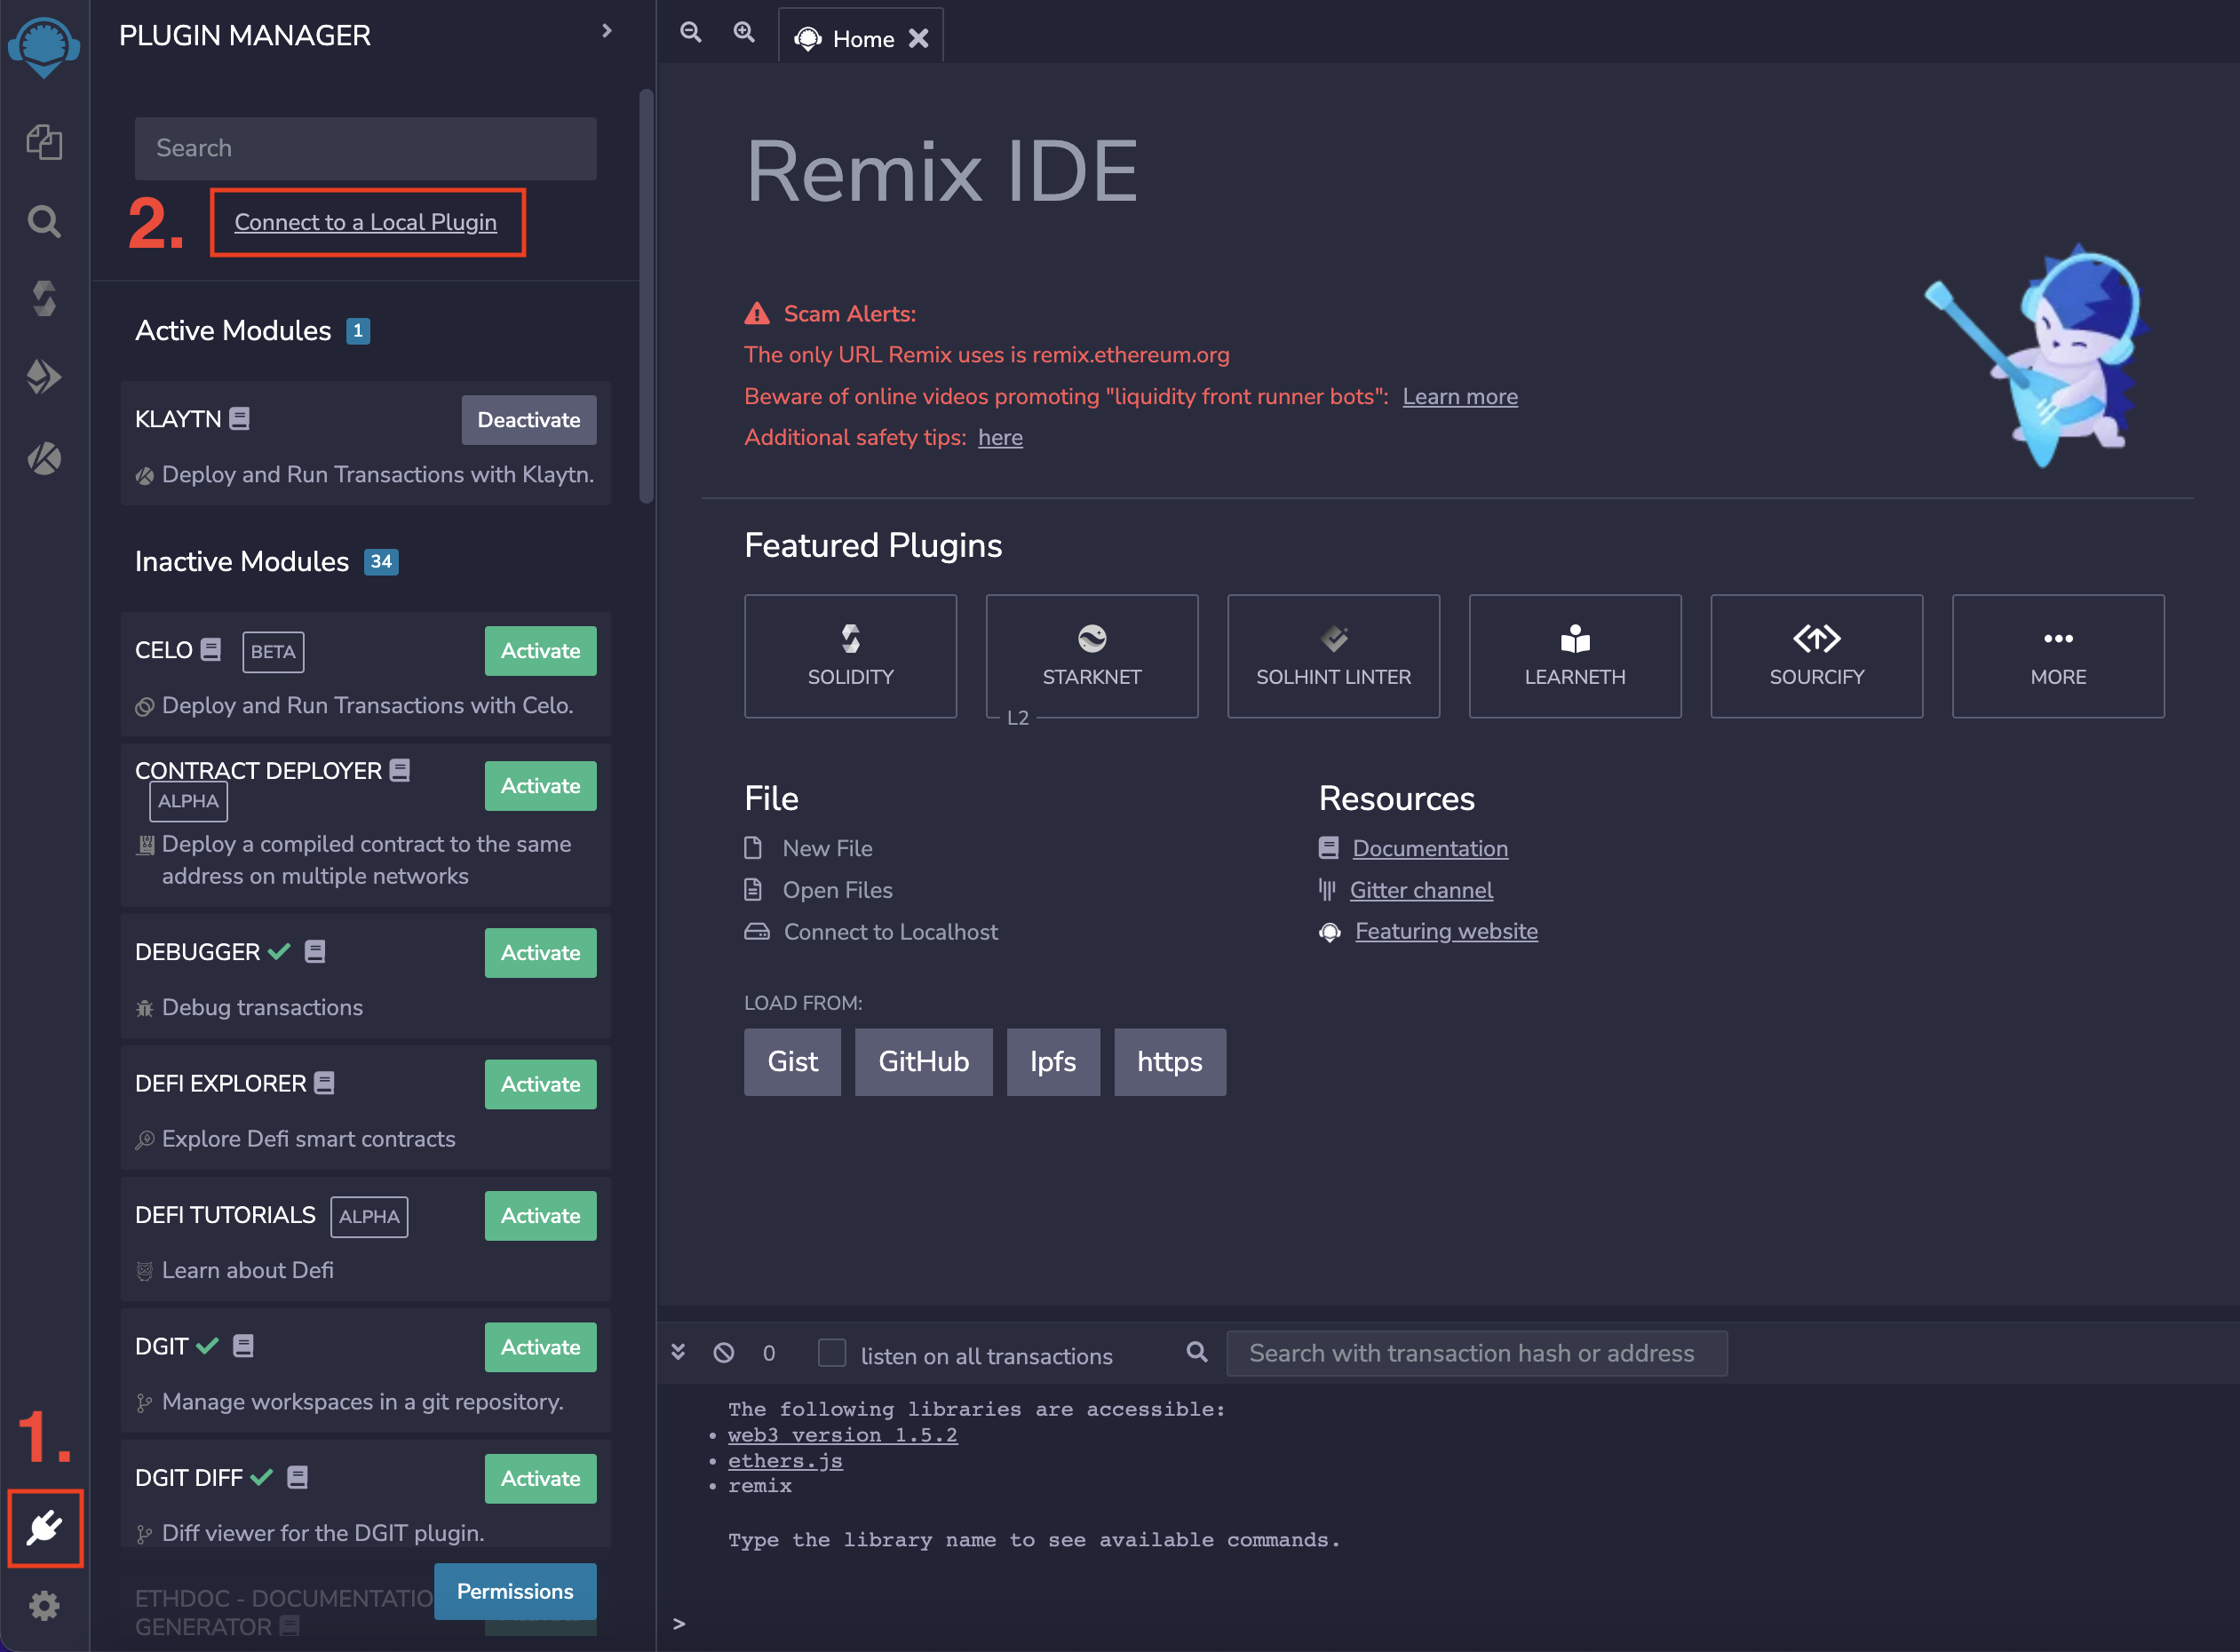 PLUGIN MANAGER
Search
2. Connect to a Local Plugin
Active Modules 1
KLAYTN Deactivate
Deploy and Run Transactions with Klaytn.
Inactive Modules 34
CELO BETA Activate
Deploy and Run Transactions with Celo.
CONTRACT DEPLOYER Activate
ALPHA
Deploy a compiled contract to the same
address on multiple networks
DEBUGGER Activate
Debug transactions
DEFI EXPLORER Activate
Explore Defi smart contracts
DEFI TUTORIALS ALPHA Activate
Learn about Defi
DGIT Activate
Manage workspaces in a git repository.
1.
DGIT DIFF Activate
Diff viewer for the DGIT plugin.
ETHDOC - DOCUMENTATIO
GENERATOR
Permissions
Home
Remix IDE
Scam Alerts:
The only URL Remix uses is remix.ethereum.org
Beware of online videos promoting "liquidity front runner bots": Learn more
Additional safety tips: here
Featured Plugins
SOLIDITY
STARKNET
L2
SOLHINT LINTER
LEARNETH
SOURCIFY
MORE
File
New File
Open Files
Connect to Localhost
LOAD FROM:
Gist GitHub Ipfs https
Resources
Documentation
Gitter channel
Featuring website
0 listen on all transactions Search with transaction hash or address
The following libraries are accessible:
• web3 version 1.5.2
• ethers.js
• remix
Type the library name to see available commands.
>